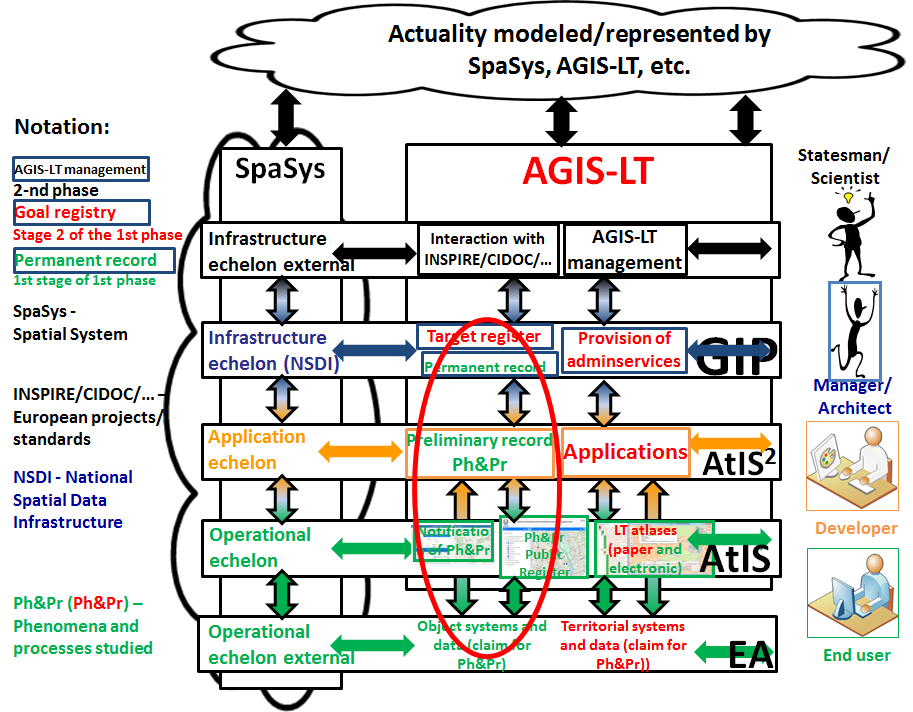 Actuality modeled/represented by
SpaSys, AGIS-LT, etc.
Notation:
AGIS-LT management
2-nd phase
Goal registry
Stage 2 of the 1st phase
Permanent record
1st stage of 1st phase
SpaSys -
Spatial System
INSPIRE/CIDOC/... –
European projects/
standards
NSDI - National
Spatial Data
Infrastructure
Ph&Pr (Ph&Pr) –
Phenomena and
processes studied
SpaSys
AGIS-LT
Infrastructure
echelon external
Interaction with
INSPIRE/CIDOC/...
AGIS-LT
management
Infrastructure
echelon (NSDI)
Target register
Permanent record
Provision of
adminservices
GIP
Application
echelon
Preliminary record
Ph&Pr
Applications
AtIS²
Operational
echelon
Notificatio
of Ph&Pr
Ph&Pr
Public
Register
LT atlases
(paper and
electronic)
AtIS
Operational
echelon external
Object systems and
data (claim for
Ph&Pr)
Territorial systems
and data (claim for
Ph&Pr))
EA
Statesman/
Scientist
Manager/
Architect
Developer
End user